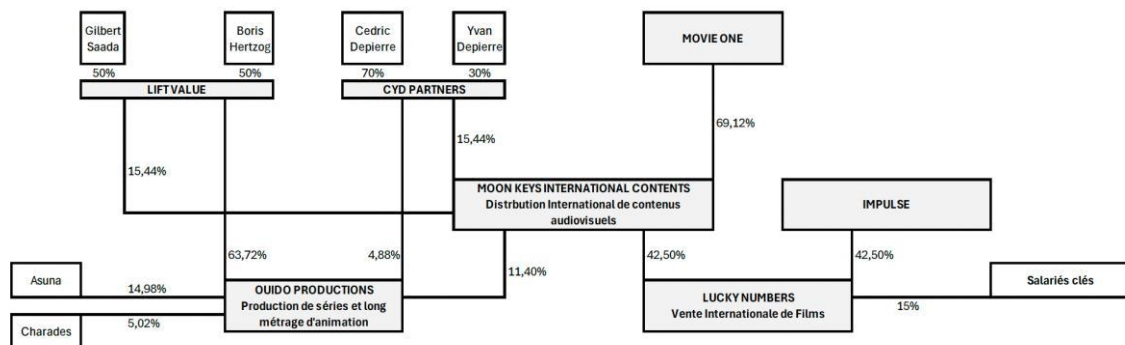 Gilbert
Saada
Boris
Hertzog
Cedric
Depierre
Yvan
Depierre
MOVIE ONE
50%
50%
70%
30%
LIFT VALUE
CYD PARTNERS
69,12%
15,44%
15,44%
MOON KEYS INTERNATIONAL CONTENTS
Distrbution International de contenus
audiovisuels
IMPULSE
63,72%
4,88%
11,40%
42,50%
42,50%
Asuna
14,98%
OUIDO PRODUCTIONS
Production de séries et long
métrage d'animation
LUCKY NUMBERS
Vente Internationale de Films
Salariés clés
15%
Charades
5,02%